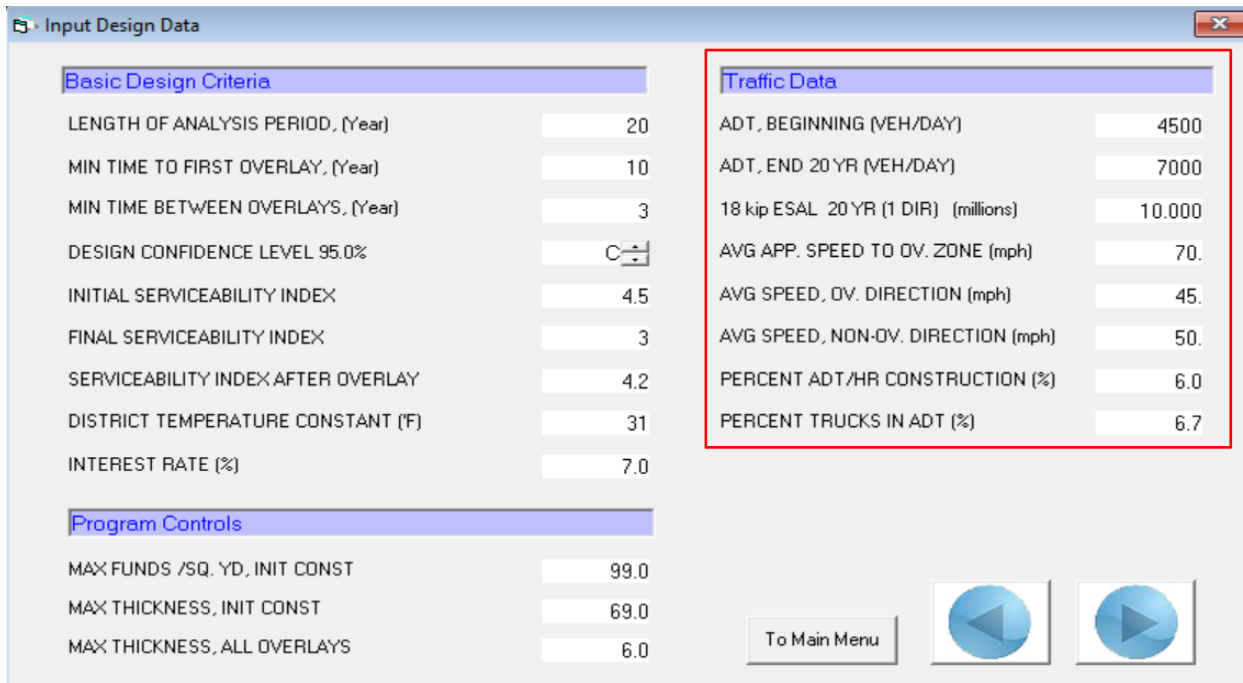 Input Design Data
Basic Design Criteria
LENGTH OF ANALYSIS PERIOD, (Year) 20
MIN TIME TO FIRST OVERLAY, (Year) 10
MIN TIME BETWEEN OVERLAYS, (Year) 3
DESIGN CONFIDENCE LEVEL 95.0% C
INITIAL SERVICEABILITY INDEX 4.5
FINAL SERVICEABILITY INDEX 3
SERVICEABILITY INDEX AFTER OVERLAY 4.2
DISTRICT TEMPERATURE CONSTANT (°F) 31
INTEREST RATE (%) 7.0
Program Controls
MAX FUNDS /SQ. YD, INIT CONST 99.0
MAX THICKNESS, INIT CONST 69.0
MAX THICKNESS, ALL OVERLAYS 6.0
Traffic Data
ADT, BEGINNING (VEH/DAY) 4500
ADT, END 20 YR (VEH/DAY) 7000
18 kip ESAL 20 YR (1 DIR) (millions) 10.000
AVG APP. SPEED TO OV. ZONE (mph) 70.
AVG SPEED, OV. DIRECTION (mph) 45.
AVG SPEED, NON-OV. DIRECTION (mph) 50.
PERCENT ADT/HR CONSTRUCTION (%) 6.0
PERCENT TRUCKS IN ADT (%) 6.7
To Main Menu